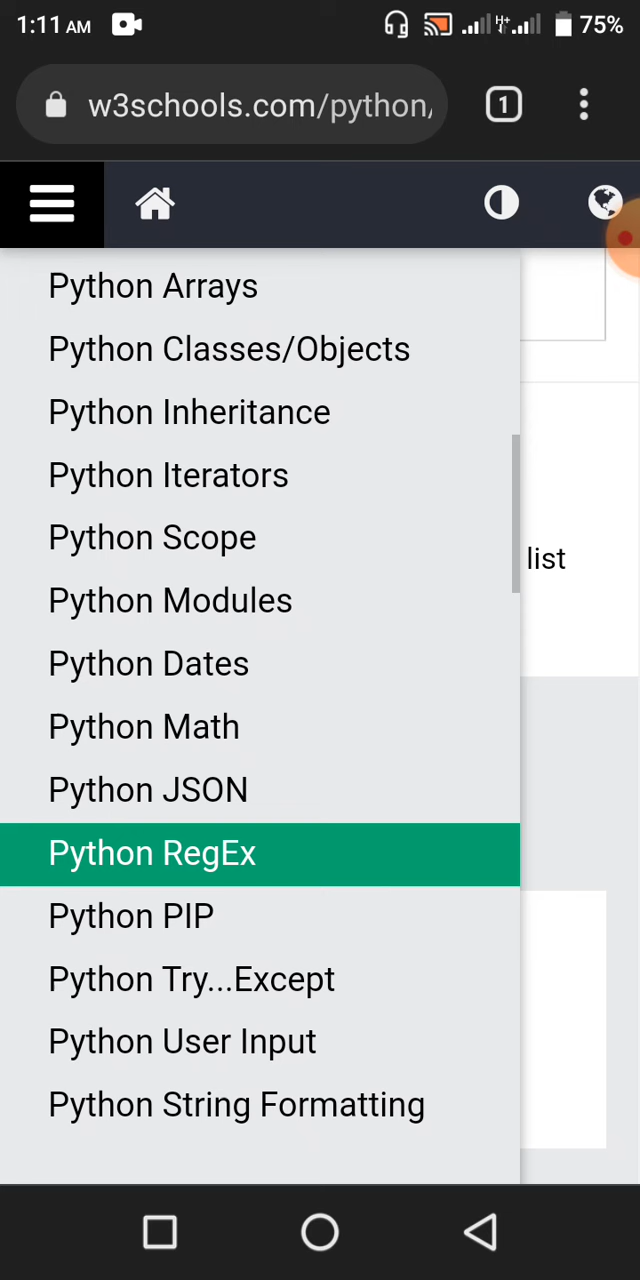 1:11 AM H+ 75%
w3schools.com/python/ 1
Python Arrays
Python Classes/Objects
Python Inheritance
Python Iterators
Python Scope
list
Python Modules
Python Dates
Python Math
Python JSON
Python RegEx
Python PIP
Python Try...Except
Python User Input
Python String Formatting